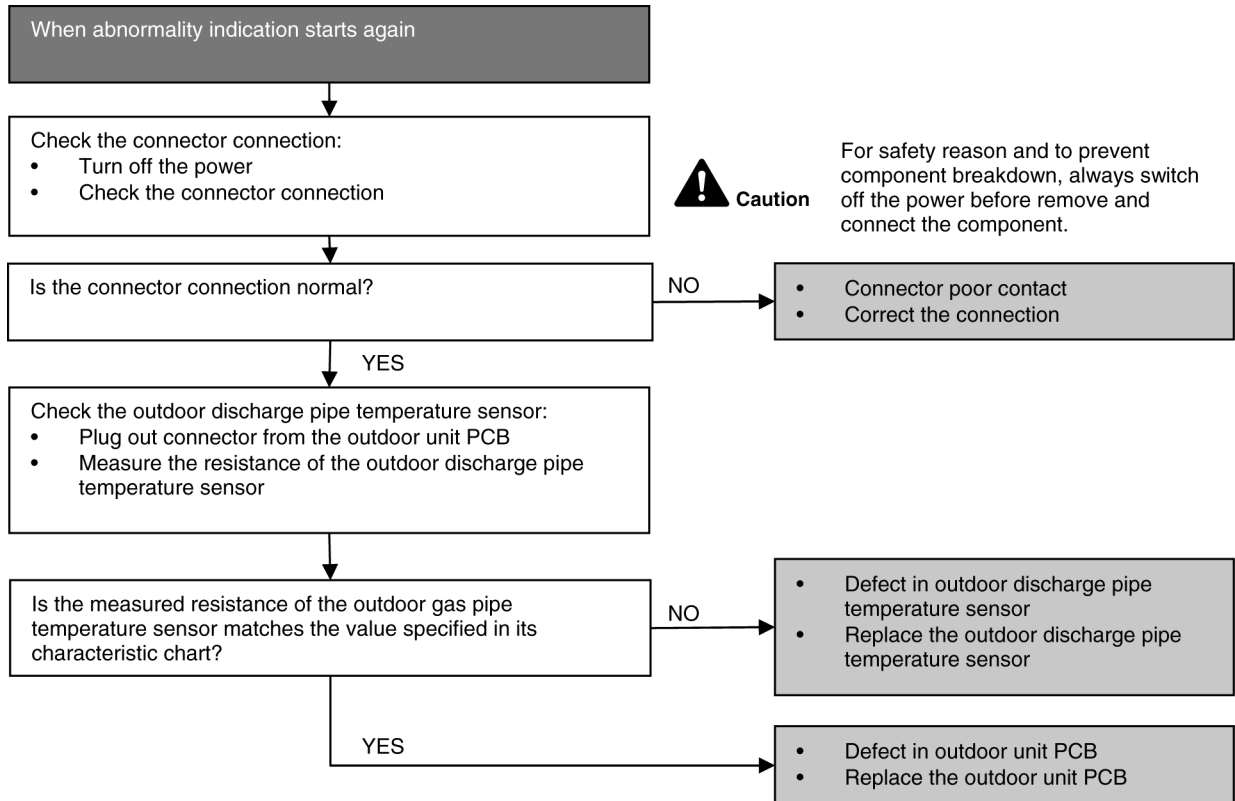 When abnormality indication starts again
Check the connector connection:
• Turn off the power
• Check the connector connection
Caution
For safety reason and to prevent
component breakdown, always switch
off the power before remove and
connect the component.
Is the connector connection normal?
NO
• Connector poor contact
• Correct the connection
YES
Check the outdoor discharge pipe temperature sensor:
• Plug out connector from the outdoor unit PCB
• Measure the resistance of the outdoor discharge pipe
temperature sensor
Is the measured resistance of the outdoor gas pipe
temperature sensor matches the value specified in its
characteristic chart?
NO
• Defect in outdoor discharge pipe
temperature sensor
• Replace the outdoor discharge pipe
temperature sensor
YES
• Defect in outdoor unit PCB
• Replace the outdoor unit PCB